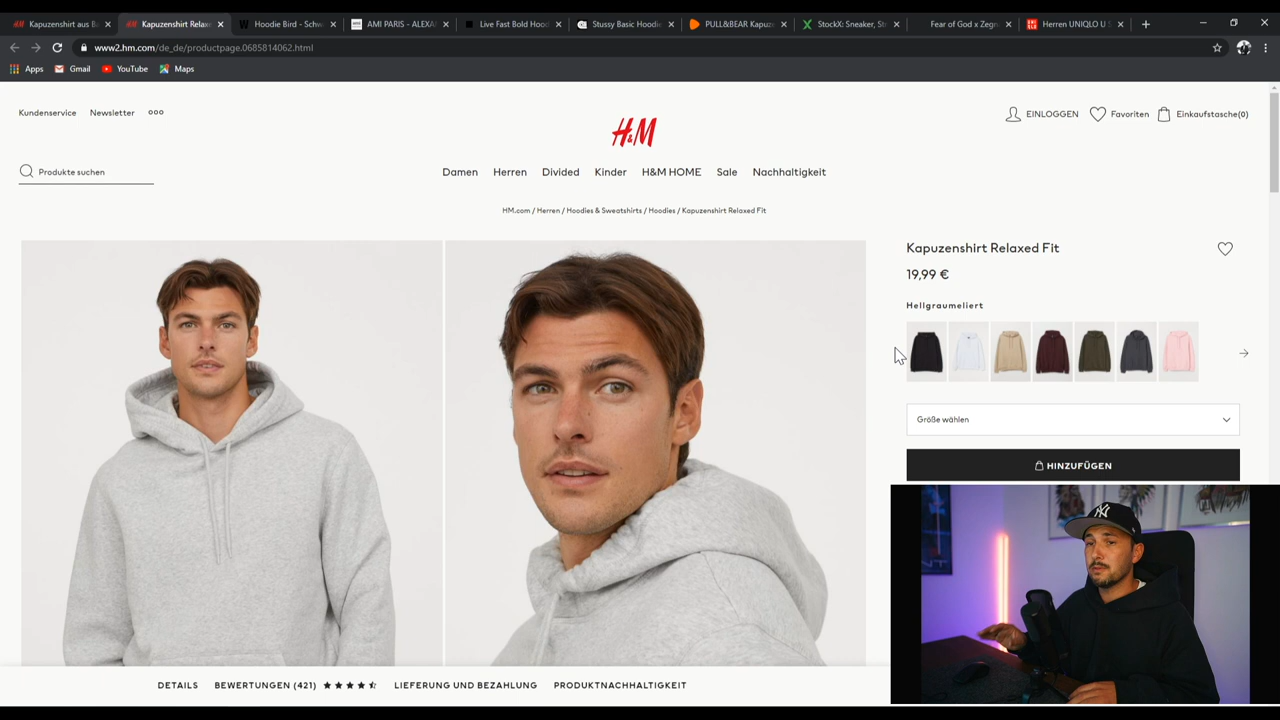 Kapuzenshirt aus B
Kapuzenshirt Relax
Hoodie Bird - Schw
AMI PARIS - ALEXA
Live Fast Bold Hood
Stussy Basic Hoodie
PULL&BEAR Kapuz
StockX: Sneaker, St
Fear of God x Zegn
Herren UNIQLO U S
www2.hm.com/de_de/productpage.0685814062.html
Apps
Gmail
YouTube
Maps
Kundenservice
Newsletter
H&M
EINLOGGEN
Favoriten
Einkaufstasche(0)
Produkte suchen
Damen
Herren
Divided
Kinder
H&M HOME
Sale
Nachhaltigkeit
HM.com / Herren / Hoodies & Sweatshirts / Hoodies / Kapuzenshirt Relaxed Fit
Kapuzenshirt Relaxed Fit
19,99 €
Hellgraumeliert
Größe wählen
HINZUFÜGEN
NY
DETAILS
BEWERTUNGEN (421)
LIEFERUNG UND BEZAHLUNG
PRODUKTNACHHALTIGKEIT